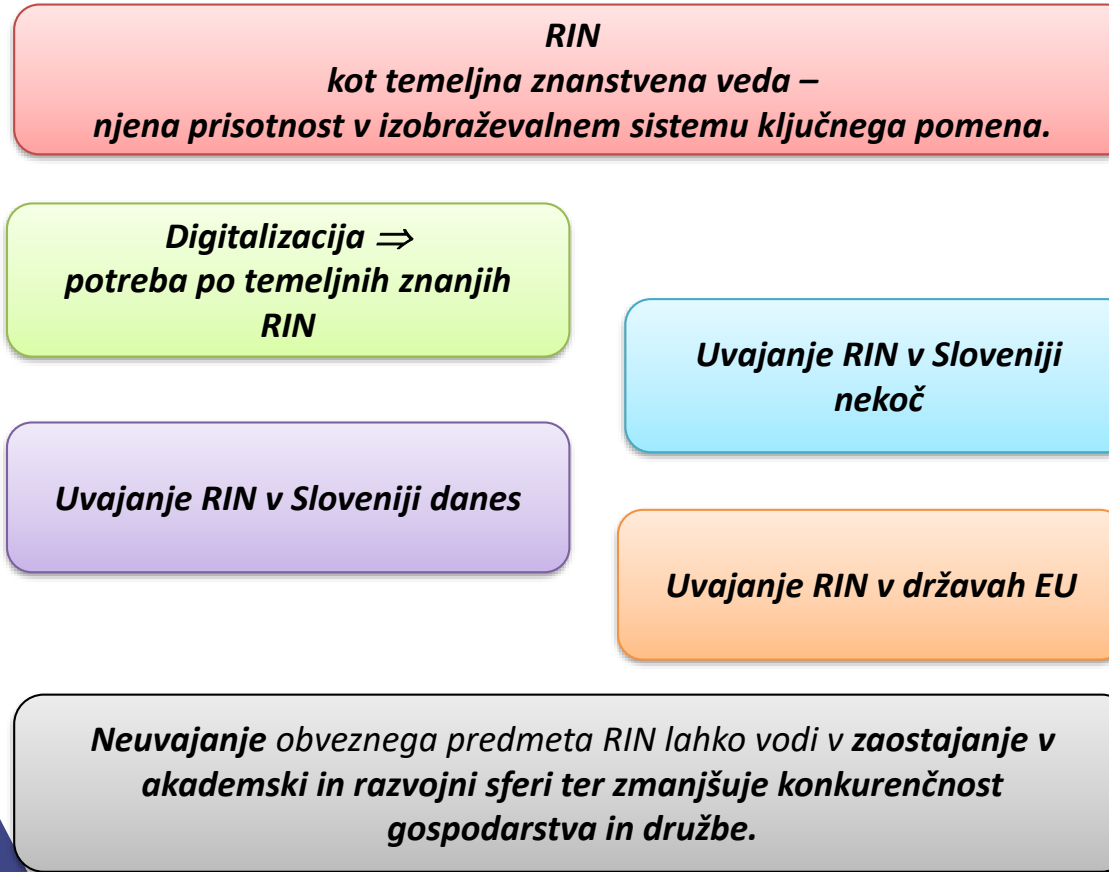 RIN
kot temeljna znanstvena veda –
njena prisotnost v izobraževalnem sistemu ključnega pomena.
Digitalizacija ⇒
potreba po temeljnih znanjih
RIN
Uvajanje RIN v Sloveniji
nekoč
Uvajanje RIN v Sloveniji danes
Uvajanje RIN v državah EU
Neuvajanje obveznega predmeta RIN lahko vodi v zaostajanje v
akademski in razvojni sferi ter zmanjšuje konkurenčnost
gospodarstva in družbe.